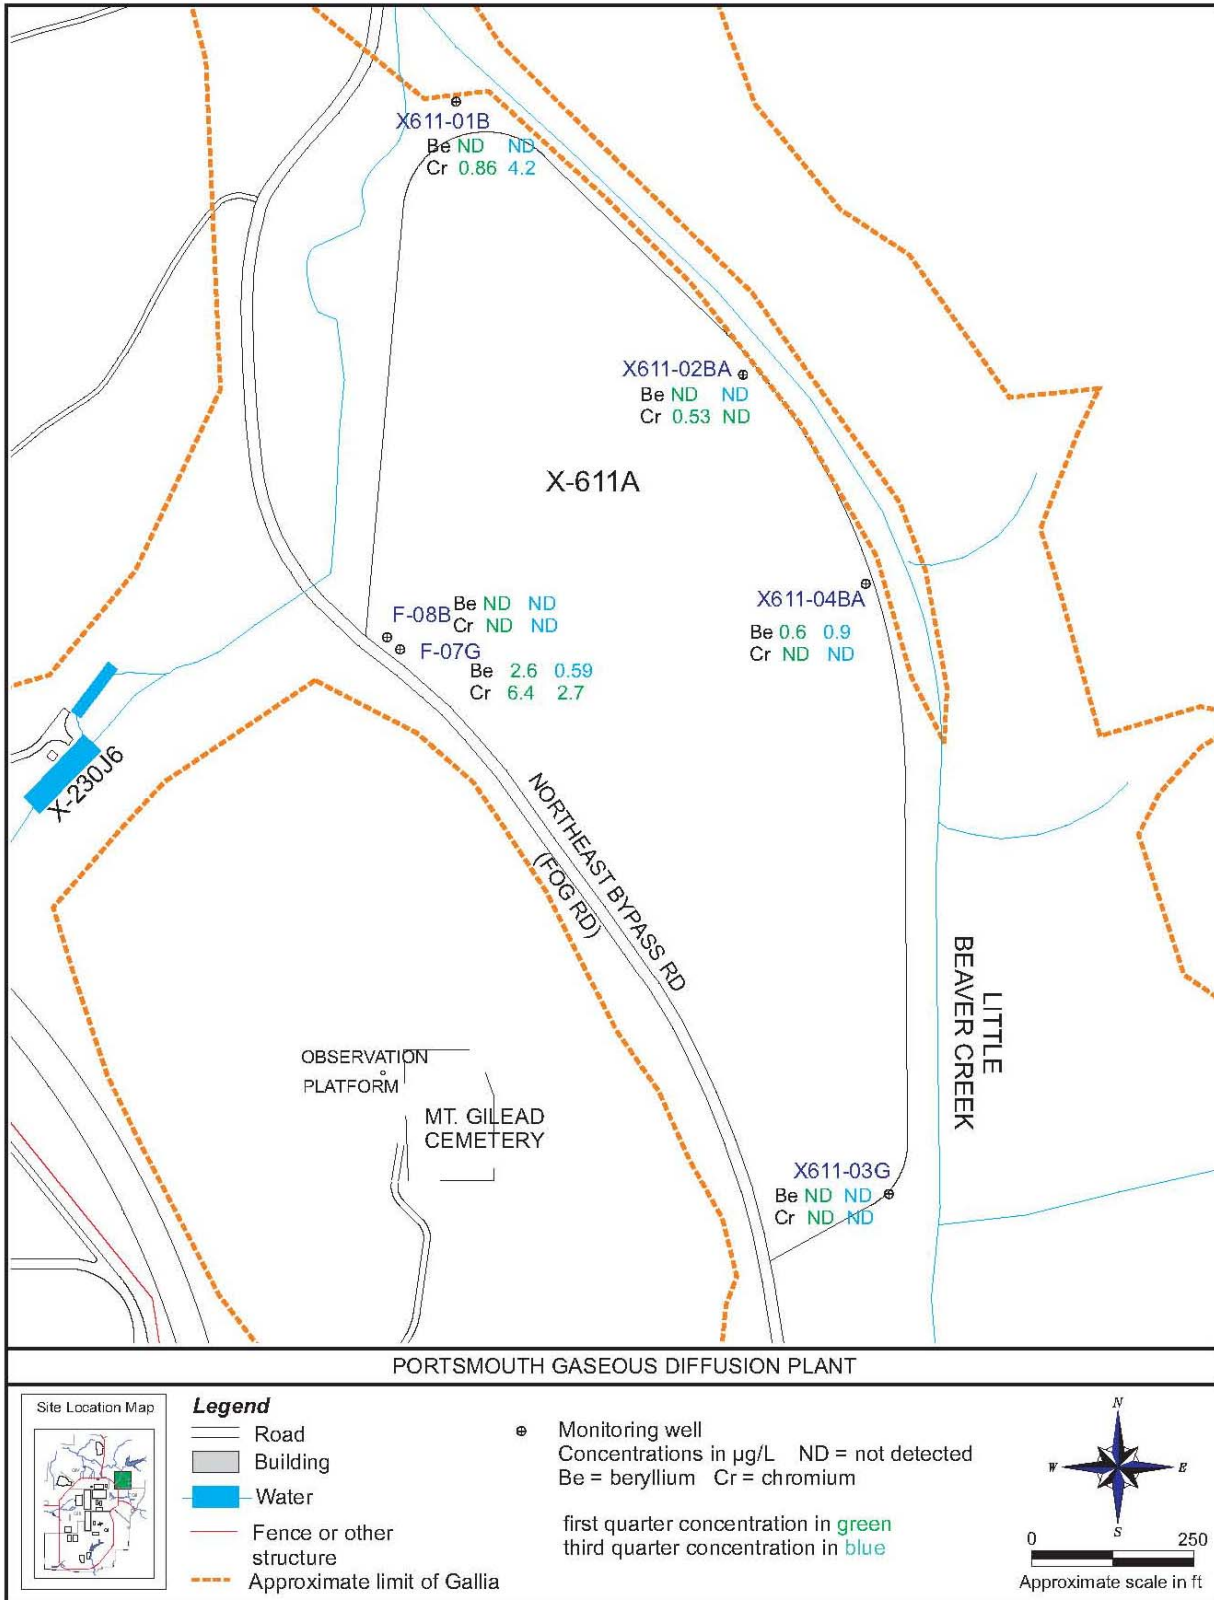 X611-01B
Be ND ND
Cr 0.86 4.2
X611-02BA
Be ND ND
Cr 0.53 ND
X-611A
X611-04BA
Be 0.6 0.9
Cr ND ND
F-08B
Be ND ND
Cr ND ND
F-07G
Be 2.6 0.59
Cr 6.4 2.7
X-230J6
NORTHEAST BYPASS RD
(FOG RD)
LITTLE
BEAVER CREEK
OBSERVATION
PLATFORM
MT. GILEAD
CEMETERY
X611-03G
Be ND ND
Cr ND ND
PORTSMOUTH GASEOUS DIFFUSION PLANT
Site Location Map
Legend
Road
Building
Water
Fence or other
structure
Approximate limit of Gallia
Monitoring well
Concentrations in µg/L ND = not detected
Be = beryllium Cr = chromium
first quarter concentration in green
third quarter concentration in blue
N
W E
S
0 250
Approximate scale in ft